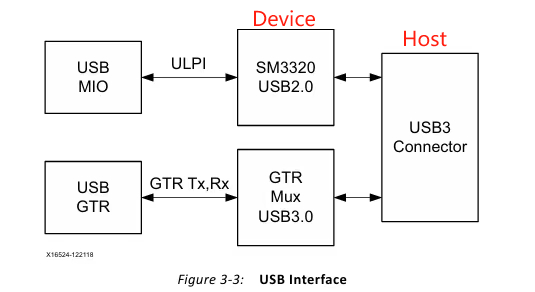 Device
Host
USB
MIO
ULPI
SM3320
USB2.0
USB3
Connector
USB
GTR
GTR Tx,Rx
GTR
Mux
USB3.0
X16524-122118
Figure 3-3: USB Interface